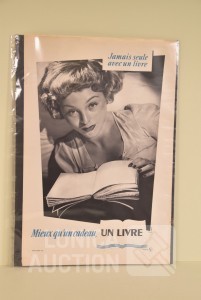 Jamais seule
avec un livre
Mieux qu'un cadeau, UN LIVRE
AUCTION